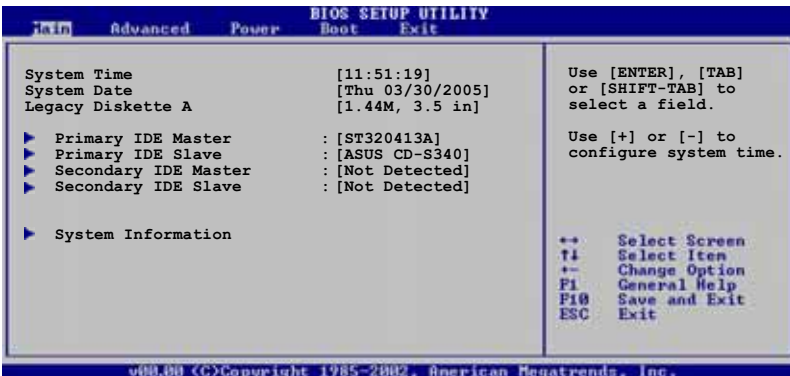 BIOS SETUP UTILITY
Main Advanced Power Boot Exit
System Time [11:51:19]
System Date [Thu 03/30/2005]
Legacy Diskette A [1.44M, 3.5 in]
Primary IDE Master : [ST320413A]
Primary IDE Slave : [ASUS CD-S340]
Secondary IDE Master : [Not Detected]
Secondary IDE Slave : [Not Detected]
System Information
Use [ENTER], [TAB]
or [SHIFT-TAB] to
select a field.
Use [+] or [-] to
configure system time.
←→ Select Screen
↑↓ Select Item
+- Change Option
F1 General Help
F10 Save and Exit
ESC Exit
v00.00 (C)Copyright 1985-2002, American Megatrends, Inc.